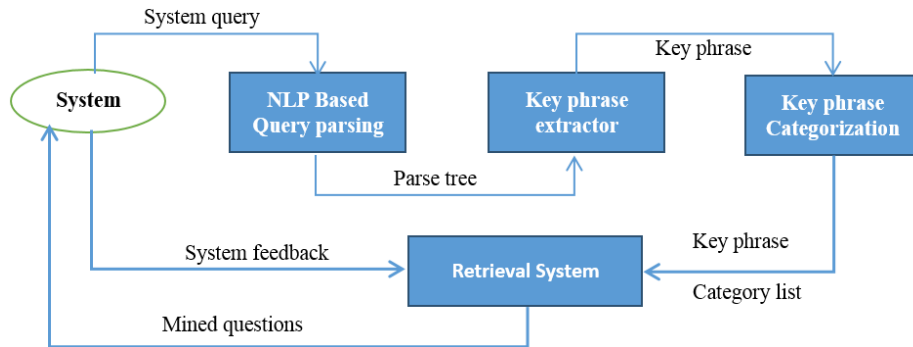 System query
Key phrase
System
NLP Based
Query parsing
Key phrase
extractor
Key phrase
Categorization
Parse tree
System feedback
Retrieval System
Key phrase
Category list
Mined questions